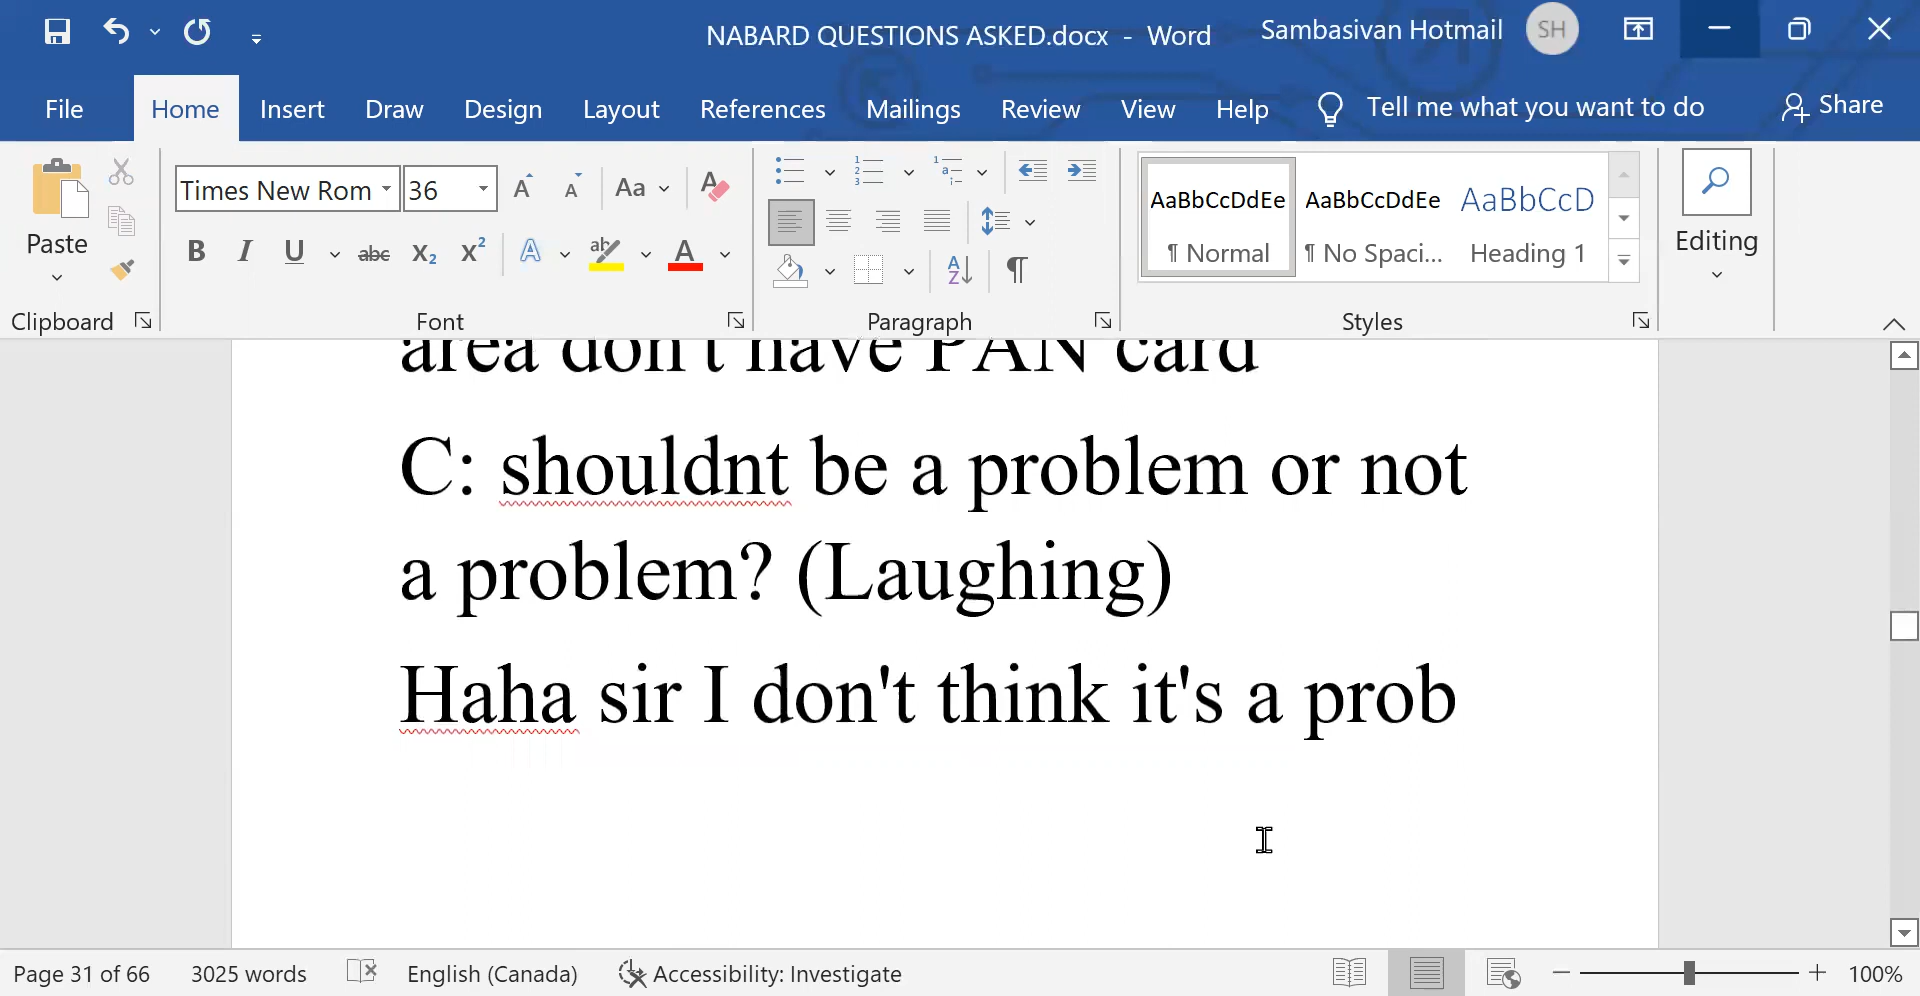 NABARD QUESTIONS ASKED.docx - Word
Sambasivan Hotmail
SH
File
Home
Insert
Draw
Design
Layout
References
Mailings
Review
View
Help
Tell me what you want to do
Share
Paste
Clipboard
Times New Rom
36
Font
Paragraph
AaBbCcDdEe
¶ Normal
AaBbCcDdEe
¶ No Spaci...
AaBbCcD
Heading 1
Styles
Editing
area don't have PAN card
C: shouldnt be a problem or not
a problem? (Laughing)
Haha sir I don't think it's a prob
Page 31 of 66
3025 words
English (Canada)
Accessibility: Investigate
100%